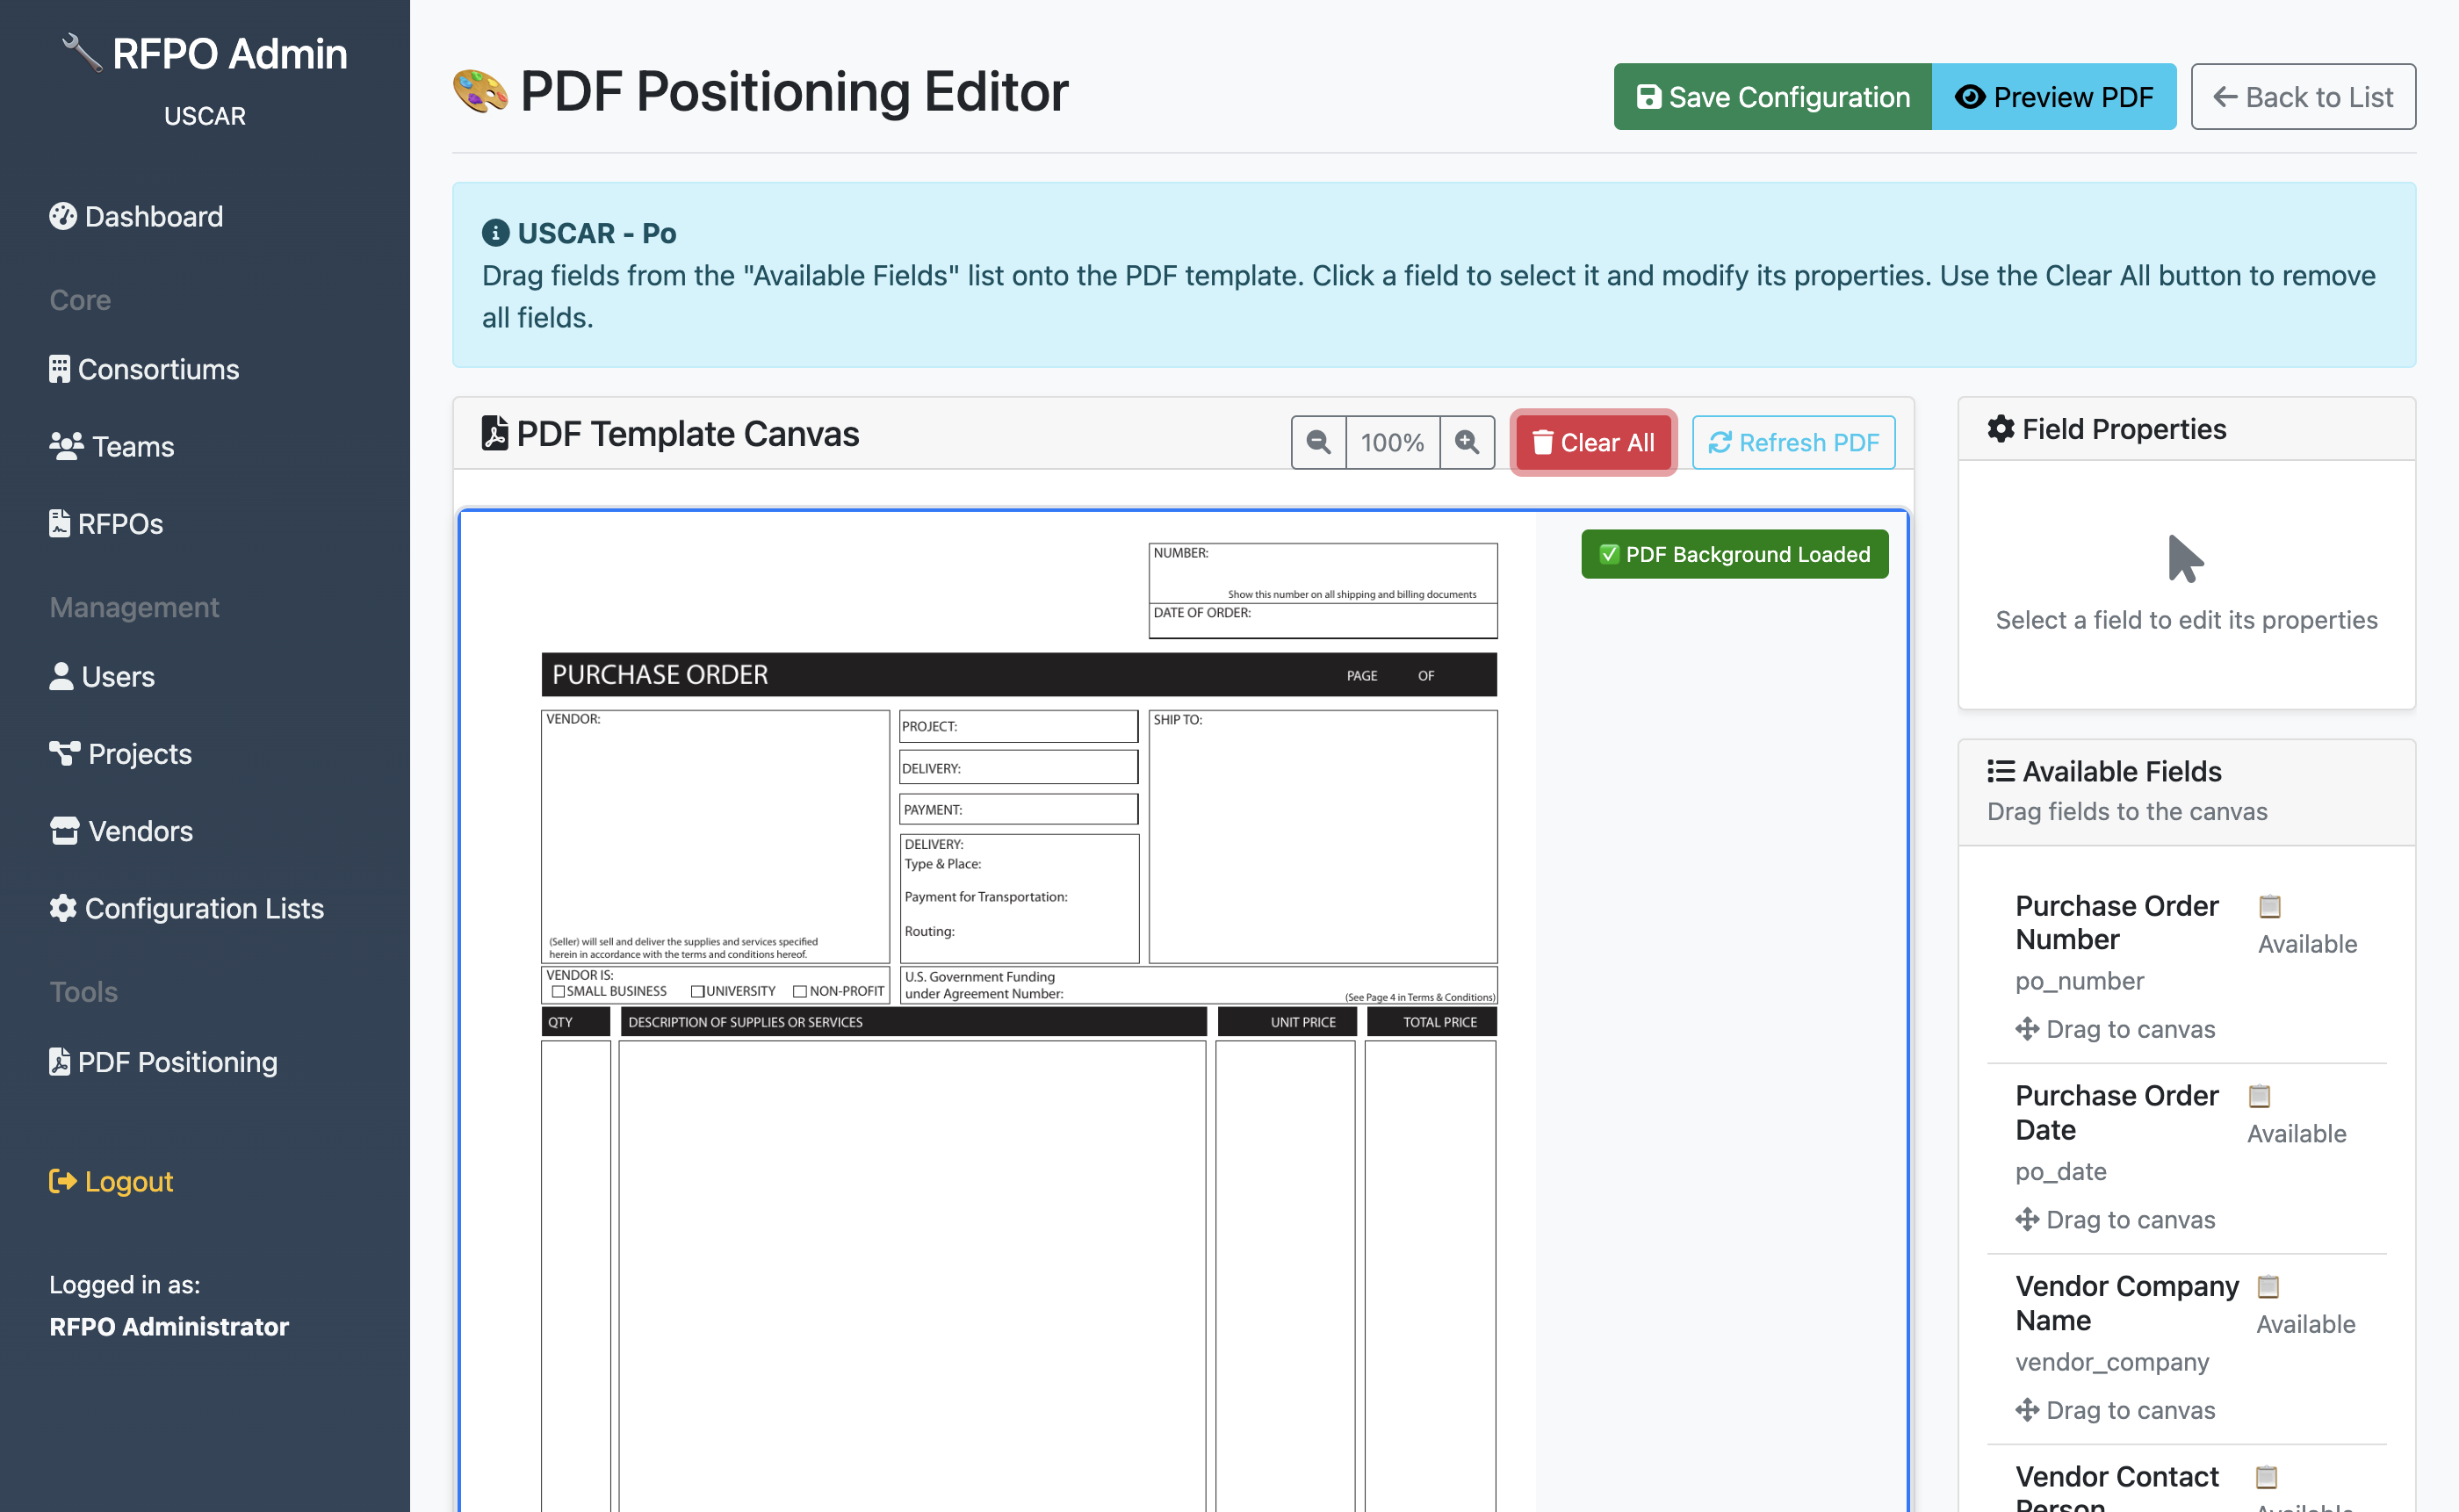 RFPO Admin
USCAR
Dashboard
Core
Consortiums
Teams
RFPOs
Management
Users
Projects
Vendors
Configuration Lists
Tools
PDF Positioning
Logout
Logged in as:
RFPO Administrator
PDF Positioning Editor
Save Configuration
Preview PDF
Back to List
USCAR - Po
Drag fields from the "Available Fields" list onto the PDF template. Click a field to select it and modify its properties. Use the Clear All button to remove
all fields.
PDF Template Canvas
100%
Clear All
Refresh PDF
PDF Background Loaded
NUMBER:
Show this number on all shipping and billing documents
DATE OF ORDER:
PURCHASE ORDER
PAGE OF
VENDOR:
(Seller) will sell and deliver the supplies and services specified
herein in accordance with the terms and conditions hereof.
PROJECT:
DELIVERY:
PAYMENT:
DELIVERY:
Type & Place:
Payment for Transportation:
Routing:
SHIP TO:
VENDOR IS:
SMALL BUSINESS UNIVERSITY NON-PROFIT
U.S. Government Funding
under Agreement Number:
(See Page 4 in Terms & Conditions)
QTY
DESCRIPTION OF SUPPLIES OR SERVICES
UNIT PRICE
TOTAL PRICE
Field Properties
Select a field to edit its properties
Available Fields
Drag fields to the canvas
Purchase Order
Number
Available
po_number
Drag to canvas
Purchase Order
Date
Available
po_date
Drag to canvas
Vendor Company
Name
Available
vendor_company
Drag to canvas
Vendor Contact
Person
Available